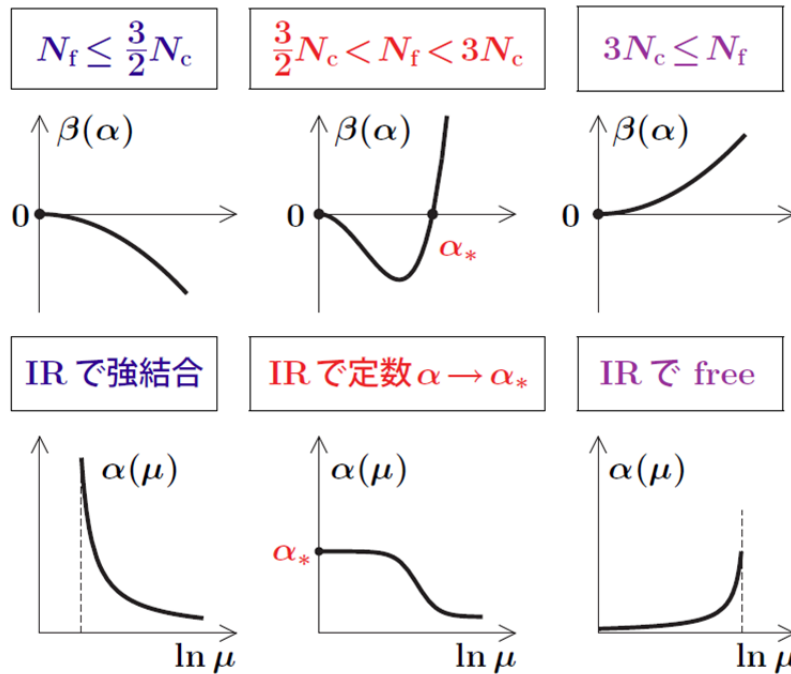 N_f ≤ 3/2 N_c
3/2 N_c < N_f < 3N_c
3N_c ≤ N_f
β(α)
0
β(α)
0
α_*
β(α)
0
IR で強結合
IR で定数 α → α_*
IR で free
α(μ)
ln μ
α(μ)
α_*
ln μ
α(μ)
ln μ